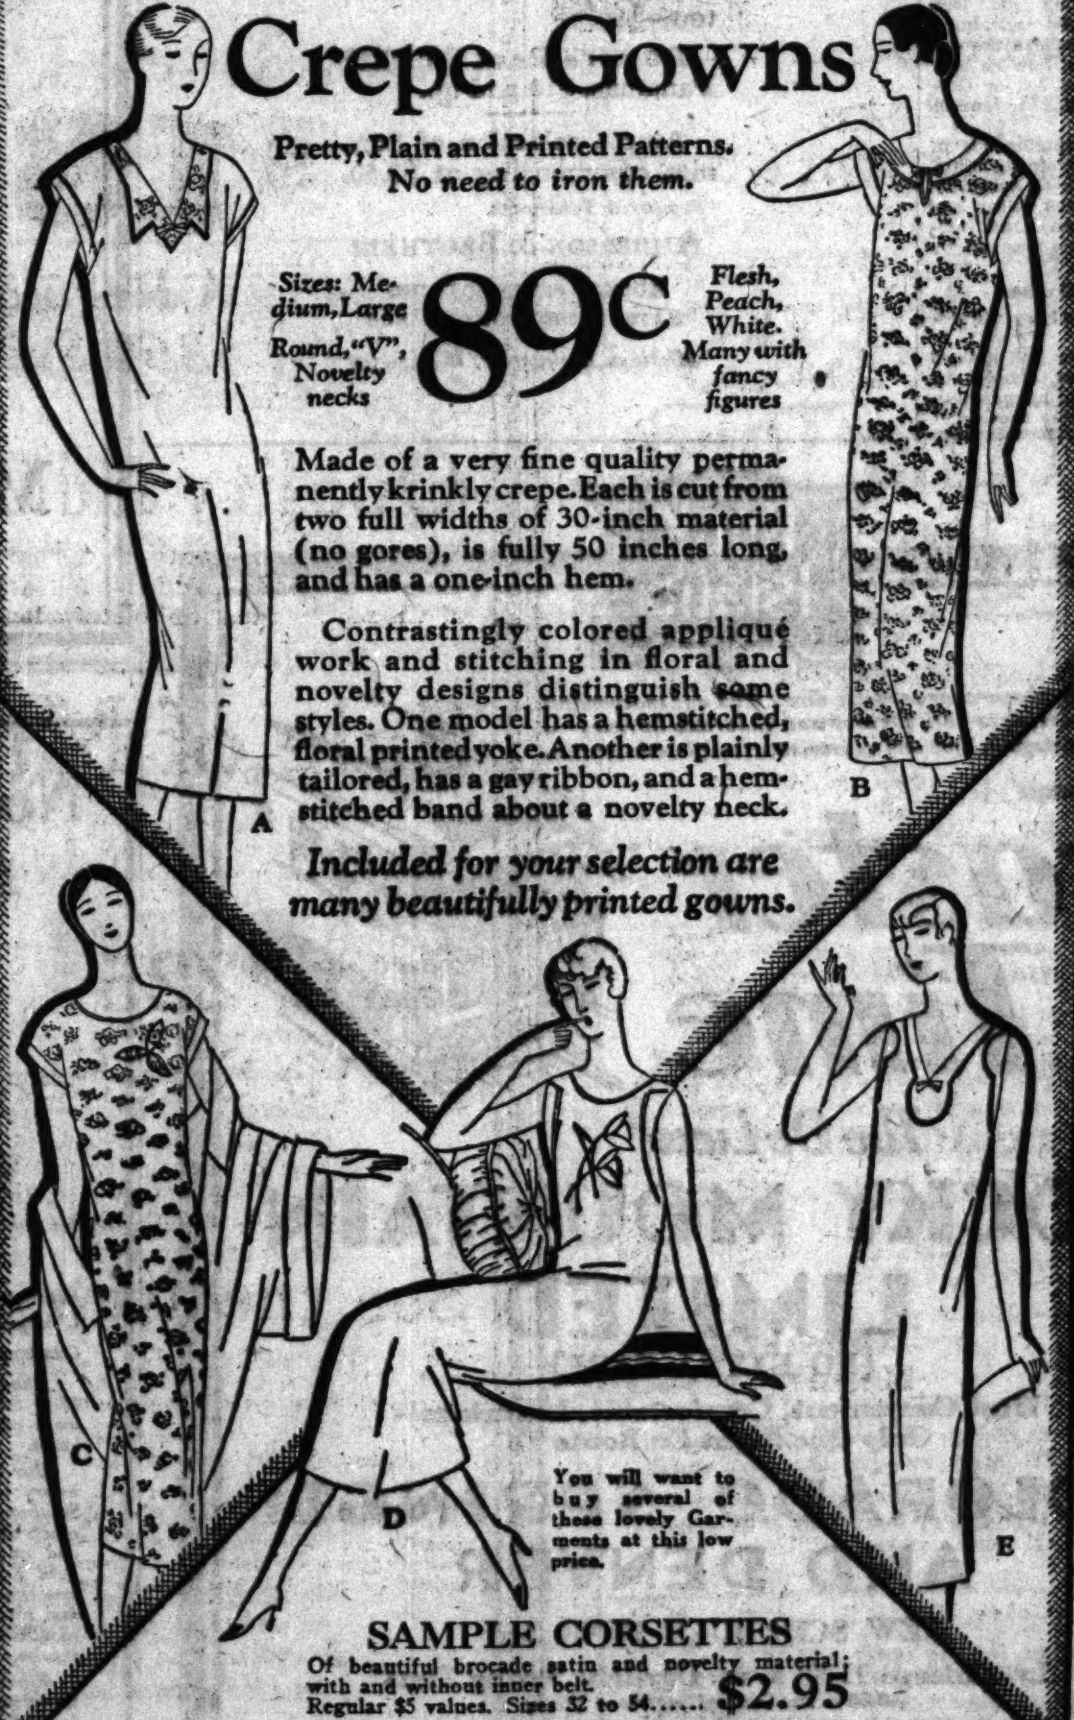 Crepe Gowns
Pretty, Plain and Printed Patterns.
No need to iron them.
Sizes: Me-
dium, Large
Round, "V",
Novelty
necks
89c
Flesh,
Peach,
White.
Many with
fancy
figures
Made of a very fine quality perma-
nently krinkly crepe. Each is cut from
two full widths of 30-inch material
(no gores), is fully 50 inches long,
and has a one-inch hem.
Contrastingly colored appliqué
work and stitching in floral and
novelty designs distinguish some
styles. One model has a hemstitched,
floral printed yoke. Another is plainly
tailored, has a gay ribbon, and a hem-
stitched band about a novelty neck.
Included for your selection are
many beautifully printed gowns.
A
B
C
D
E
You will want to
buy several of
these lovely Gar-
ments at this low
price.
SAMPLE CORSETTES
Of beautiful brocade satin and novelty material;
with and without inner belt.
Regular $5 values. Sizes 32 to 54...... $2.95